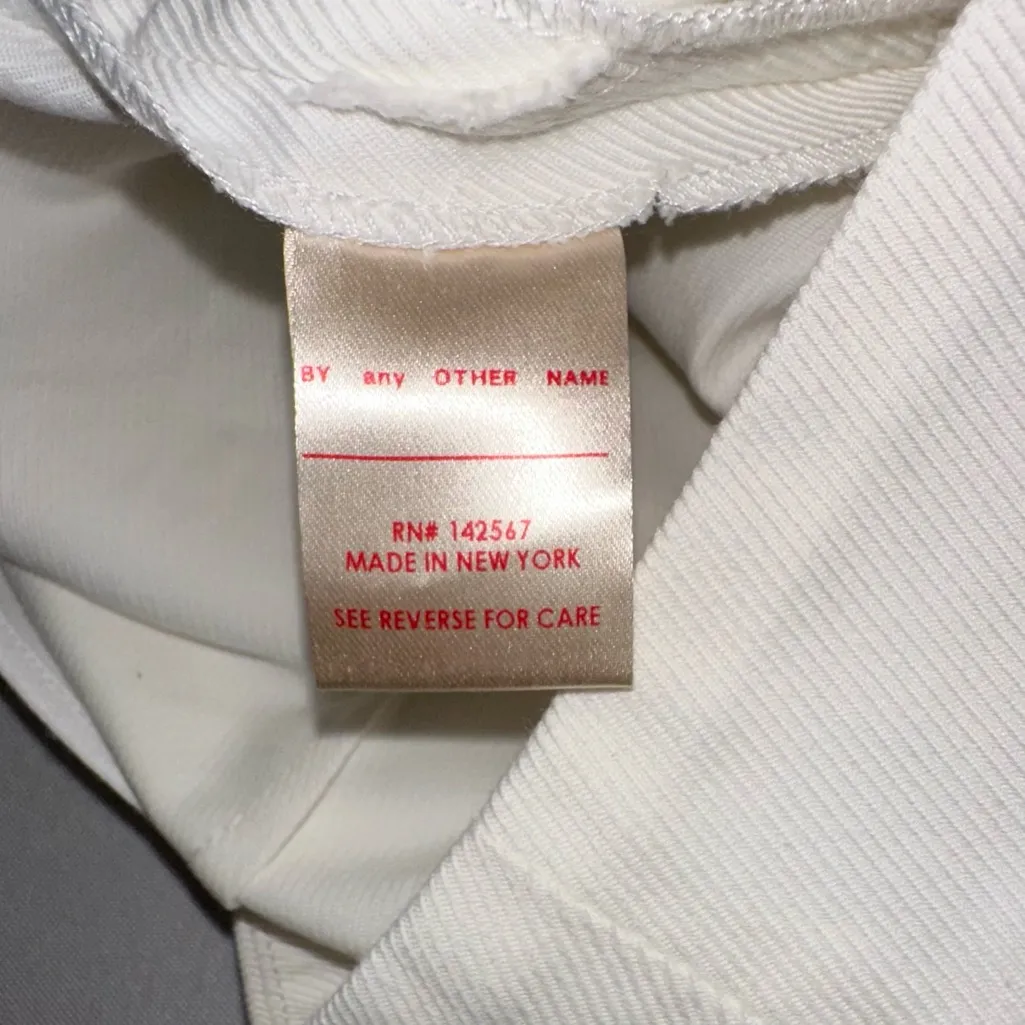 BY any OTHER NAME
RN# 142567
MADE IN NEW YORK
SEE REVERSE FOR CARE